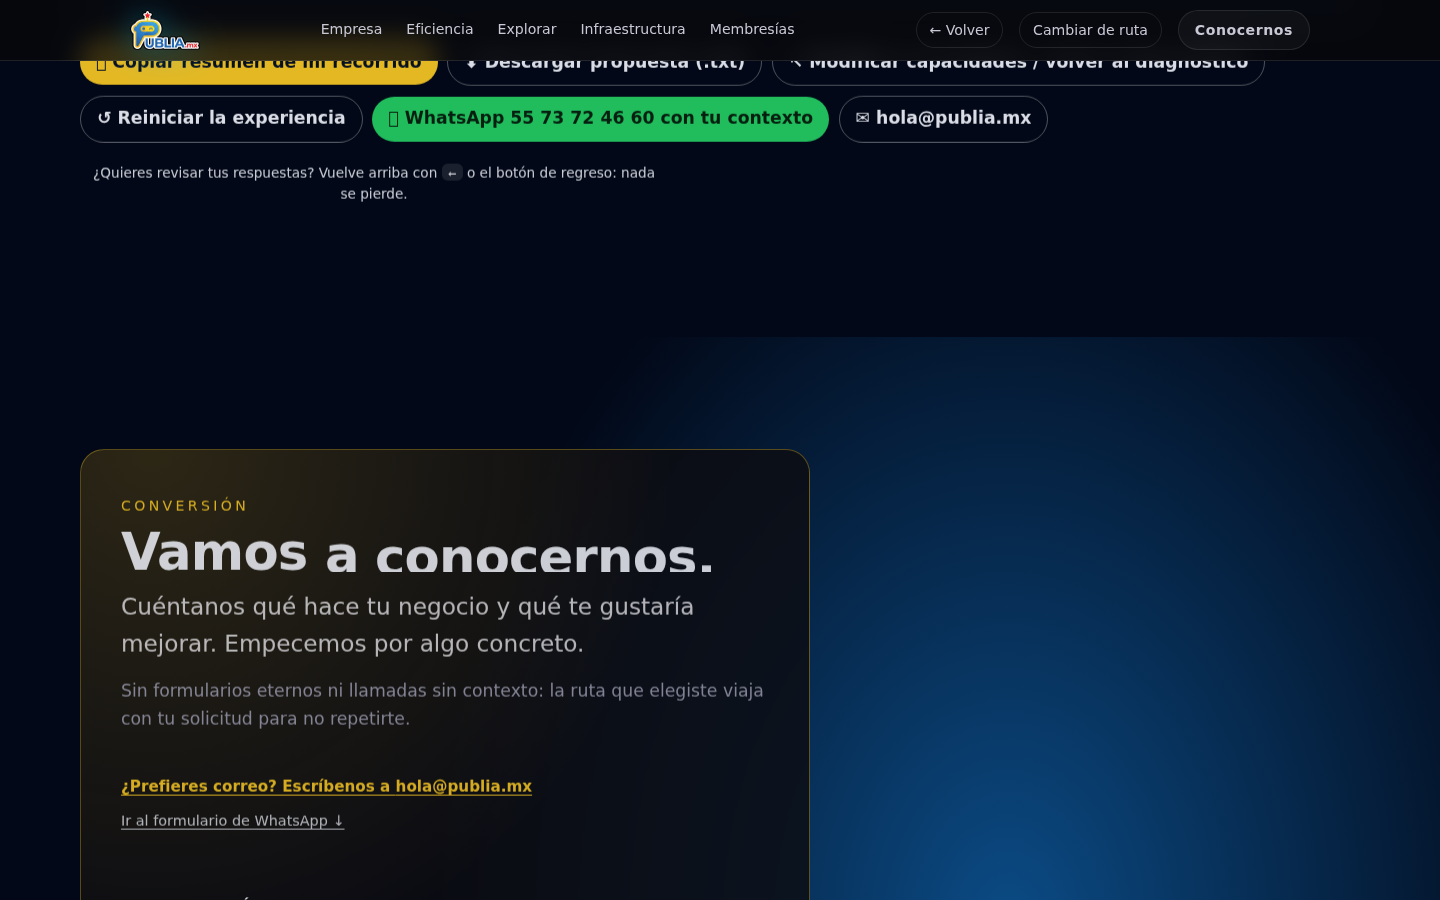 PUBLIA.mx
Empresa Eficiencia Explorar Infraestructura Membresías ← Volver Cambiar de ruta Conocernos
Copiar resumen de mi recorrido ⬇ Descargar propuesta (.txt) Modificar capacidades / volver al diagnóstico
↺ Reiniciar la experiencia WhatsApp 55 73 72 46 60 con tu contexto ✉ hola@publia.mx
¿Quieres revisar tus respuestas? Vuelve arriba con ← o el botón de regreso: nada
se pierde.
CONVERSIÓN
Vamos a conocernos.
Cuéntanos qué hace tu negocio y qué te gustaría
mejorar. Empecemos por algo concreto.
Sin formularios eternos ni llamadas sin contexto: la ruta que elegiste viaja
con tu solicitud para no repetirte.
¿Prefieres correo? Escríbenos a hola@publia.mx
Ir al formulario de WhatsApp ↓